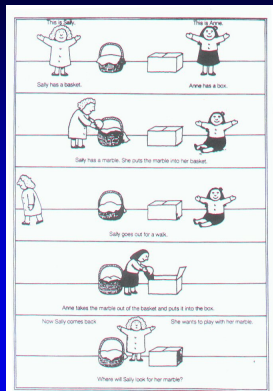 This is Sally. This is Anne.
Sally has a basket. Anne has a box.
Sally has a marble. She puts the marble into her basket.
Sally goes out for a walk.
Anne takes the marble out of the basket and puts it into the box.
Now Sally comes back She wants to play with her marble.
Where will Sally look for her marble?